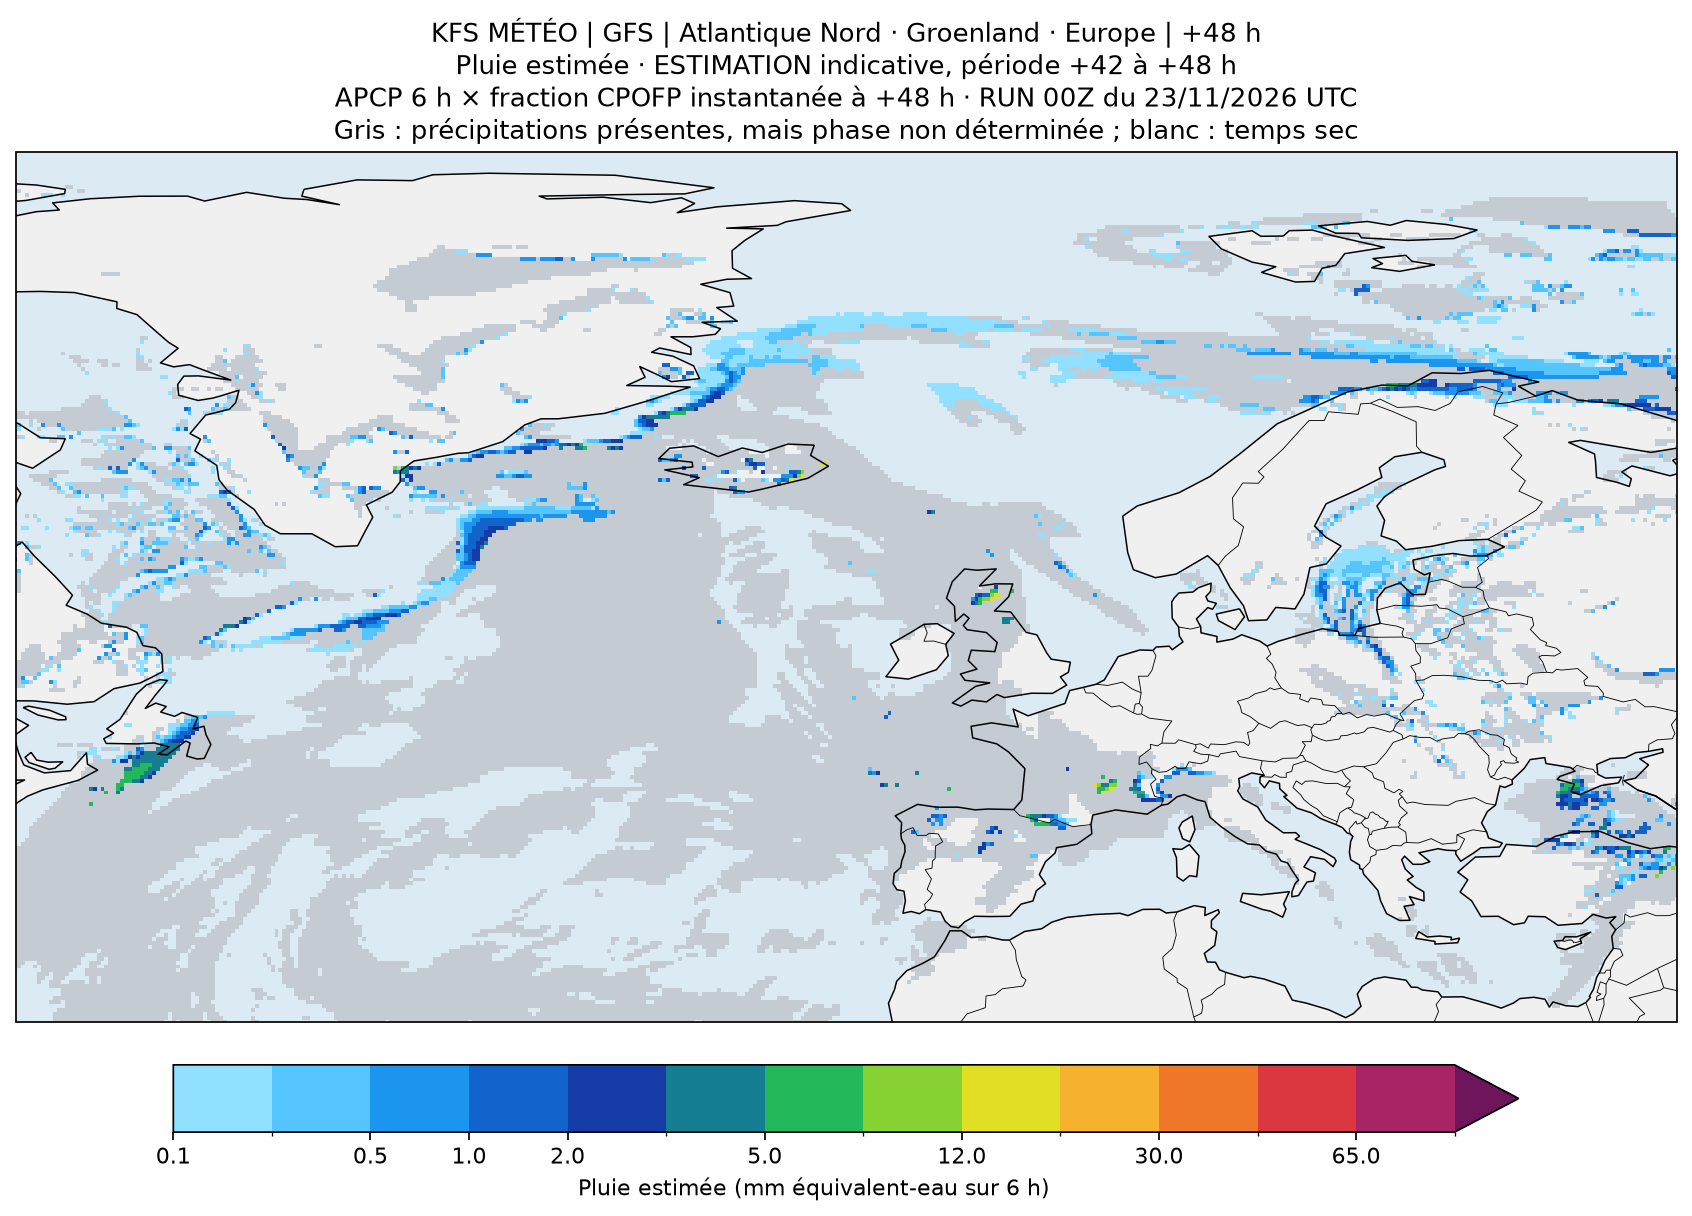 KFS MÉTÉO | GFS | Atlantique Nord · Groenland · Europe | +48 h
Pluie estimée · ESTIMATION indicative, période +42 à +48 h
APCP 6 h × fraction CPOFP instantanée à +48 h · RUN 00Z du 23/11/2026 UTC
Gris : précipitations présentes, mais phase non déterminée ; blanc : temps sec
0.1 0.5 1.0 2.0 5.0 12.0 30.0 65.0
Pluie estimée (mm équivalent-eau sur 6 h)